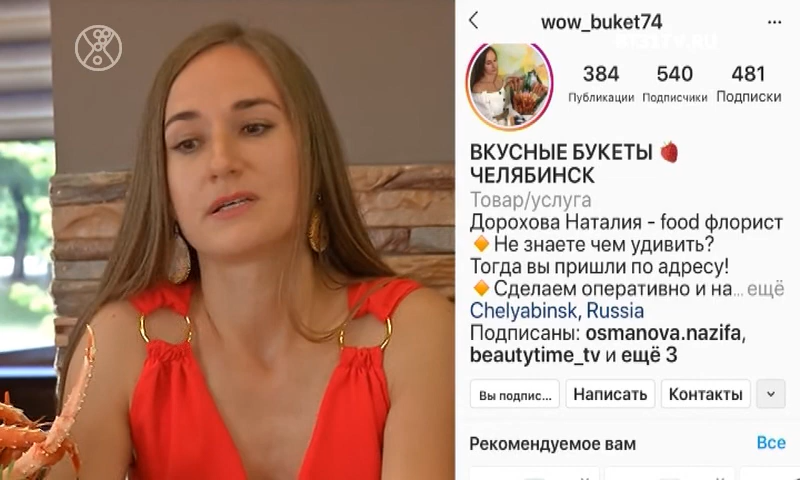 wow_buket74
384
540
481
Публикации
Подписчики
Подписки
ВКУСНЫЕ БУКЕТЫ 🍓
ЧЕЛЯБИНСК
Товар/услуга
Дорохова Наталия - food флорист
🔸Не знаете чем удивить?
Тогда вы пришли по адресу!
🔸Сделаем оперативно и на... ещё
Chelyabinsk, Russia
Подписаны: osmanova.nazifa,
beautytime_tv и ещё 3
Вы подпис...
Написать
Контакты
Рекомендуемое вам
Все